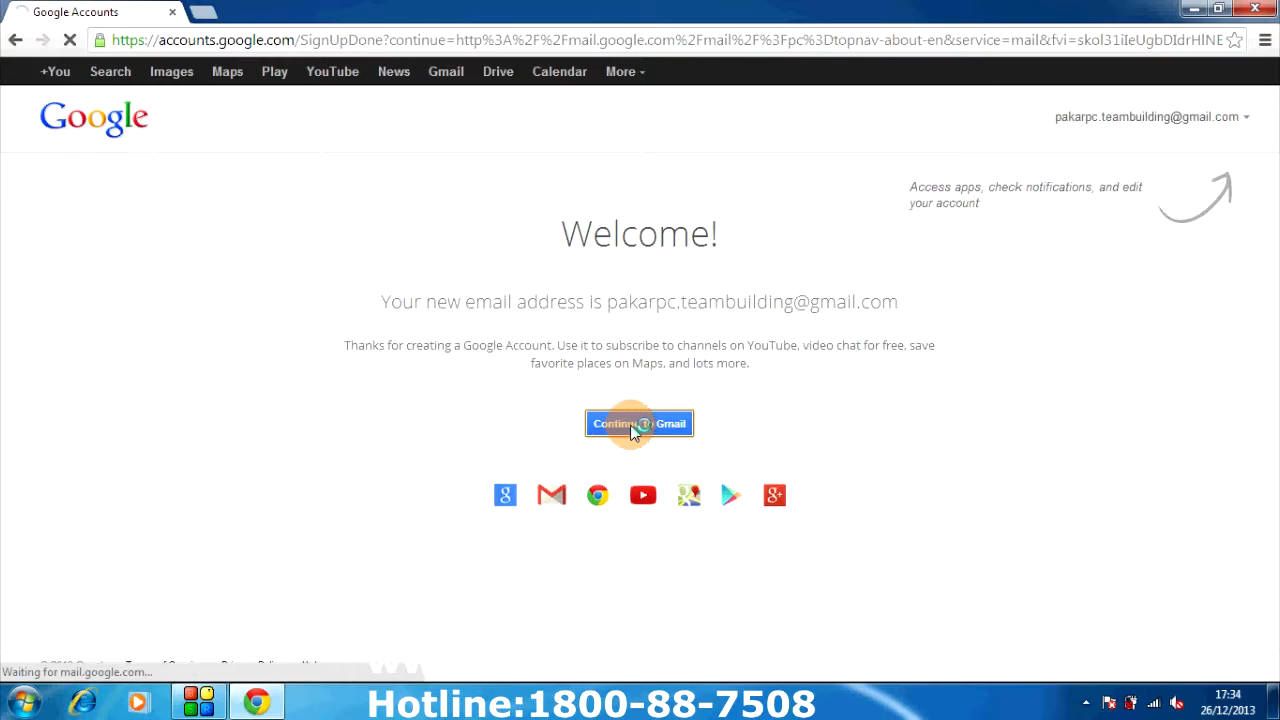 Google Accounts
https://accounts.google.com/SignUpDone?continue=http%3A%2F%2Fmail.google.com%2Fmail%2F%3Fpc%3Dtopnav-about-en&service=mail&fvi=skol31iIeUgbDIdrHlNE
+You Search Images Maps Play YouTube News Gmail Drive Calendar More
Google
pakarpc.teambuilding@gmail.com
Access apps, check notifications, and edit
your account
Welcome!
Your new email address is pakarpc.teambuilding@gmail.com
Thanks for creating a Google Account. Use it to subscribe to channels on YouTube, video chat for free, save
favorite places on Maps, and lots more.
Continue to Gmail
Waiting for mail.google.com...
Hotline:1800-88-7508
17:34
26/12/2013